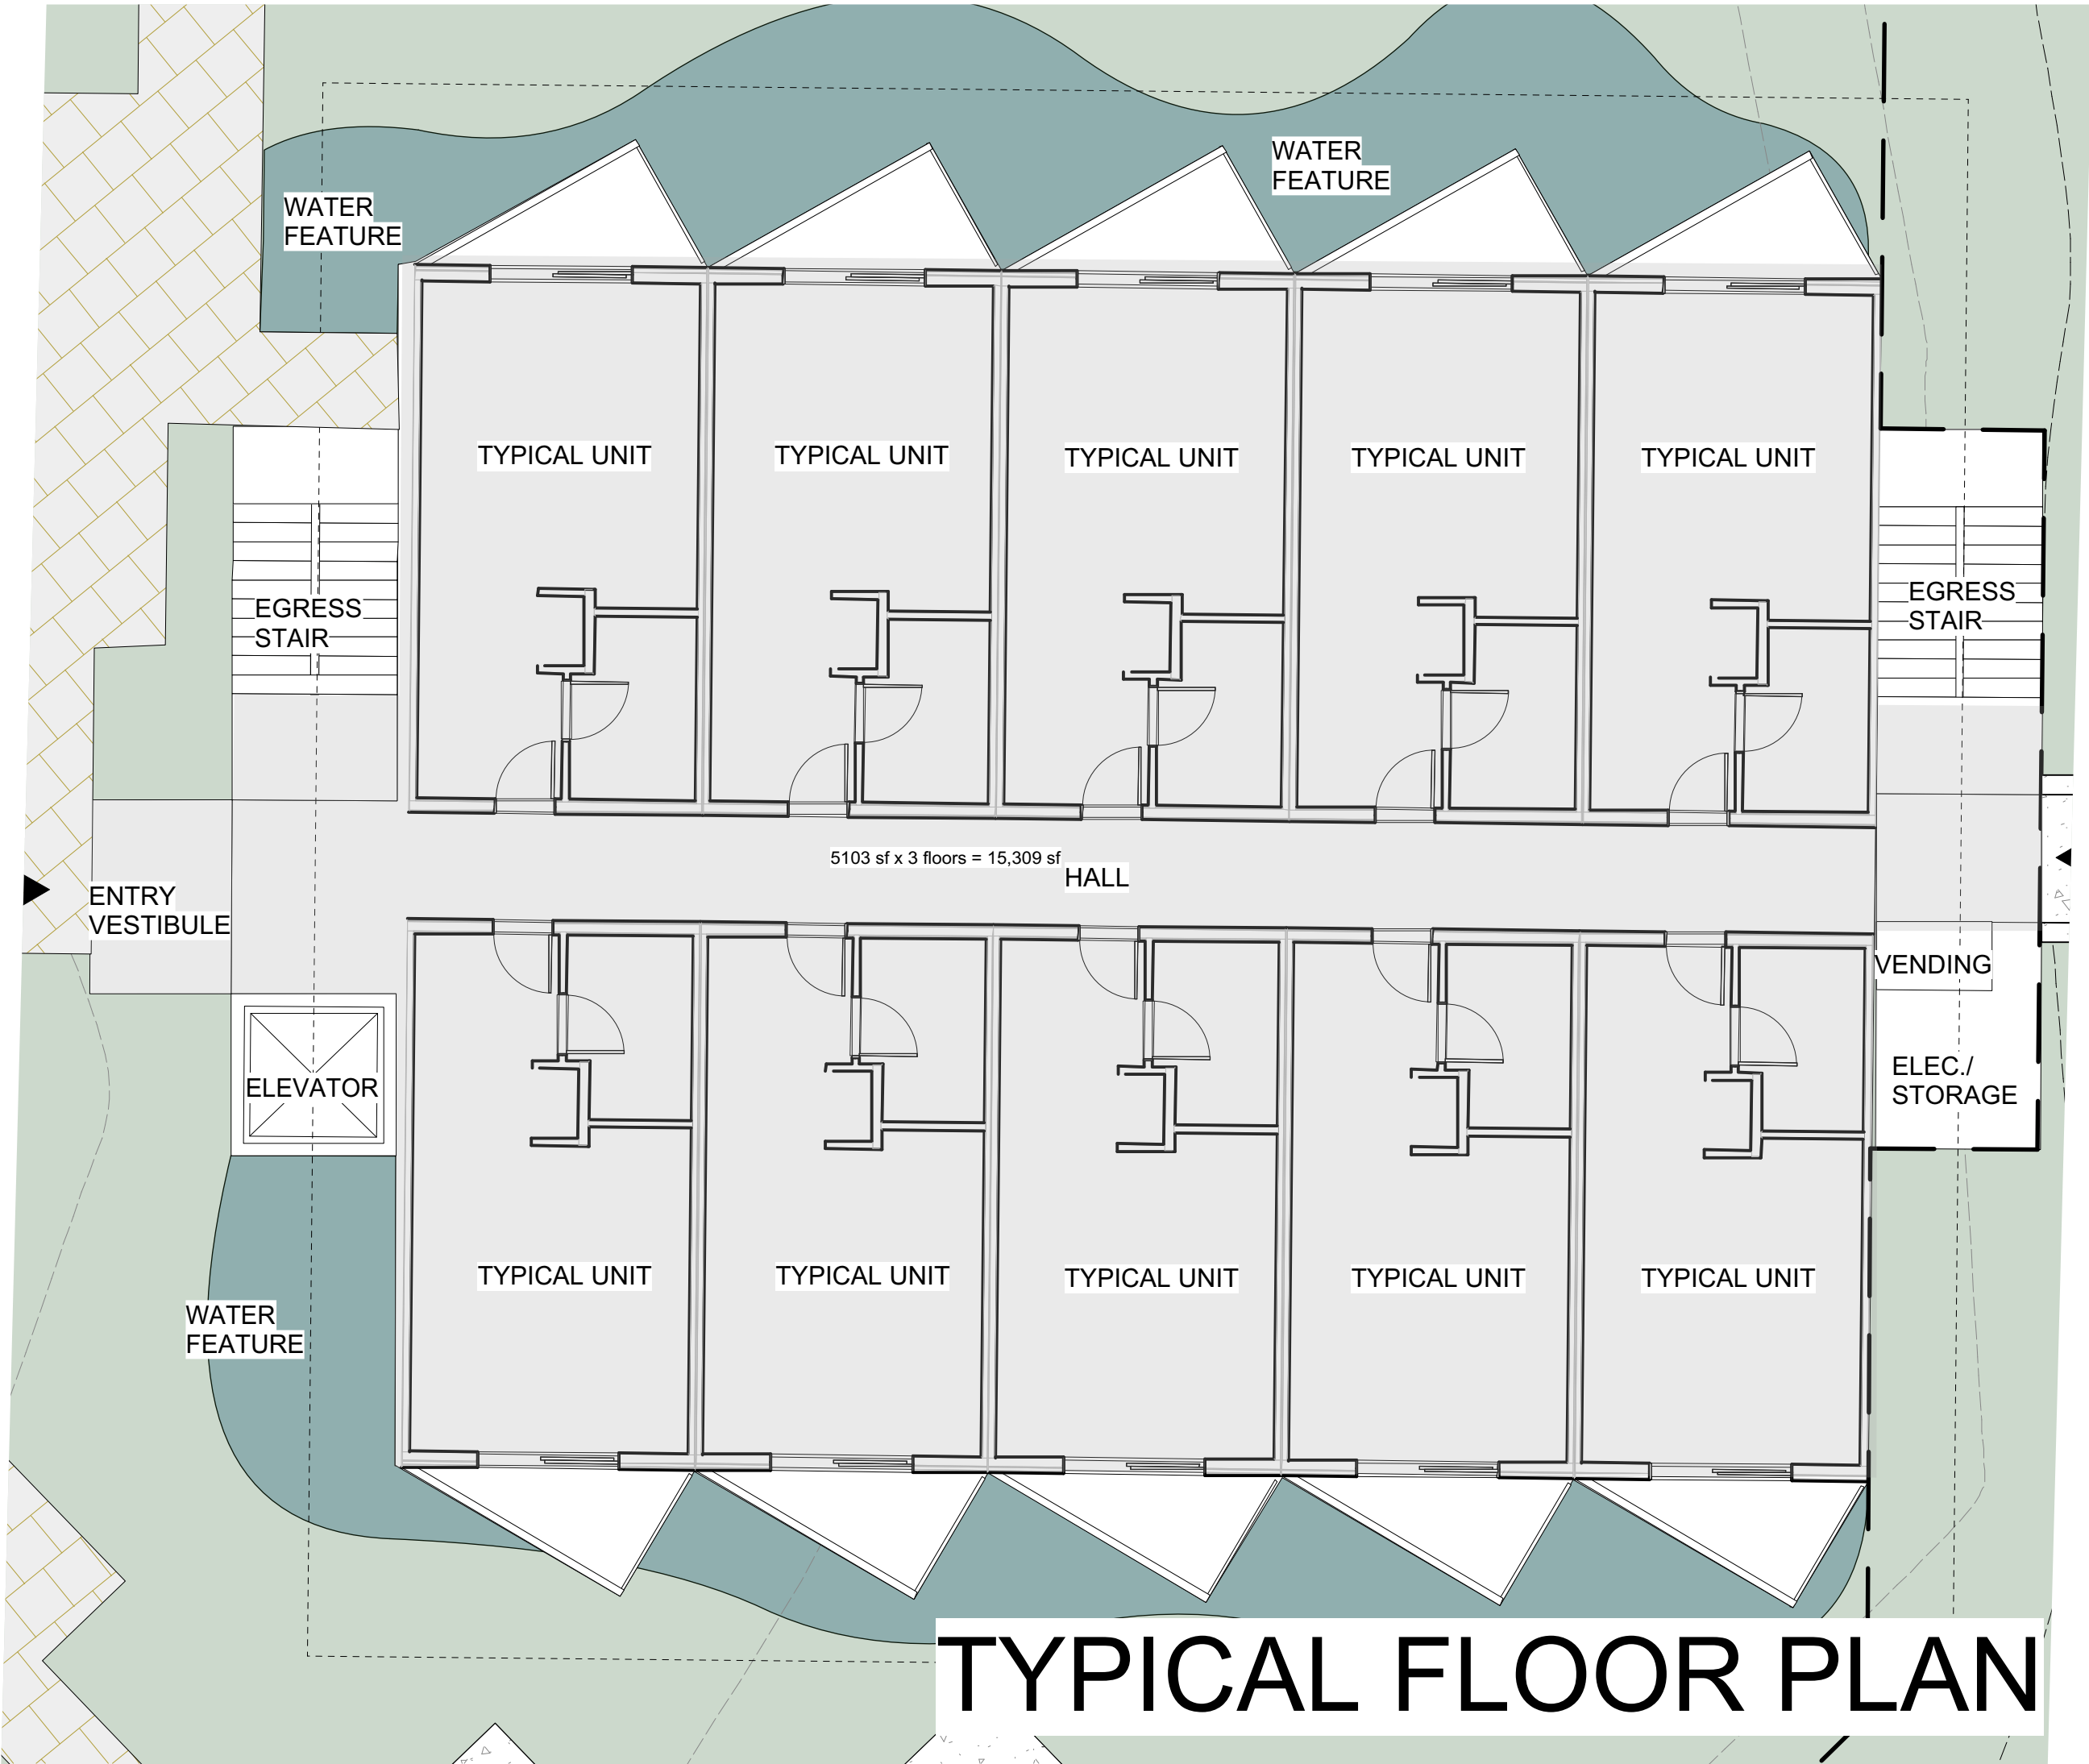 WATER
FEATURE
WATER
FEATURE
TYPICAL UNIT
TYPICAL UNIT
TYPICAL UNIT
TYPICAL UNIT
TYPICAL UNIT
EGRESS
STAIR
EGRESS
STAIR
5103 sf x 3 floors = 15,309 sf
HALL
ENTRY
VESTIBULE
VENDING
ELEVATOR
ELEC./
STORAGE
TYPICAL UNIT
TYPICAL UNIT
TYPICAL UNIT
TYPICAL UNIT
TYPICAL UNIT
WATER
FEATURE
TYPICAL FLOOR PLAN